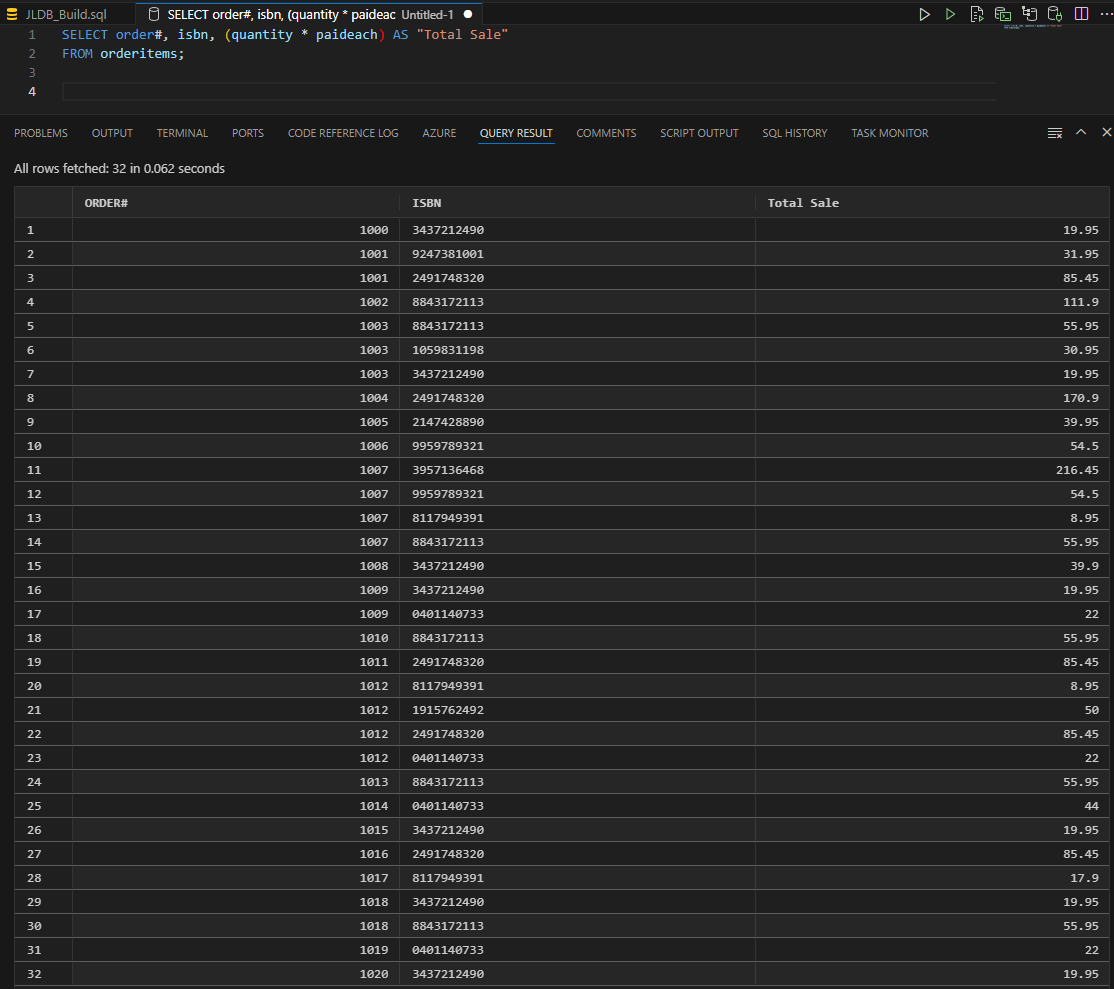 JLDB_Build.sql SELECT order#, isbn, (quantity * paideac Untitled-1
1 SELECT order#, isbn, (quantity * paideach) AS "Total Sale"
2 FROM orderitems;
3
4
PROBLEMS OUTPUT TERMINAL PORTS CODE REFERENCE LOG AZURE QUERY RESULT COMMENTS SCRIPT OUTPUT SQL HISTORY TASK MONITOR
All rows fetched: 32 in 0.062 seconds
ORDER# ISBN Total Sale
1 1000 3437212490 19.95
2 1001 9247381001 31.95
3 1001 2491748320 85.45
4 1002 8843172113 111.9
5 1003 8843172113 55.95
6 1003 1059831198 30.95
7 1003 3437212490 19.95
8 1004 2491748320 170.9
9 1005 2147428890 39.95
10 1006 9959789321 54.5
11 1007 3957136468 216.45
12 1007 9959789321 54.5
13 1007 8117949391 8.95
14 1007 8843172113 55.95
15 1008 3437212490 39.9
16 1009 3437212490 19.95
17 1009 0401140733 22
18 1010 8843172113 55.95
19 1011 2491748320 85.45
20 1012 8117949391 8.95
21 1012 1915762492 50
22 1012 2491748320 85.45
23 1012 0401140733 22
24 1013 8843172113 55.95
25 1014 0401140733 44
26 1015 3437212490 19.95
27 1016 2491748320 85.45
28 1017 8117949391 17.9
29 1018 3437212490 19.95
30 1018 8843172113 55.95
31 1019 0401140733 22
32 1020 3437212490 19.95